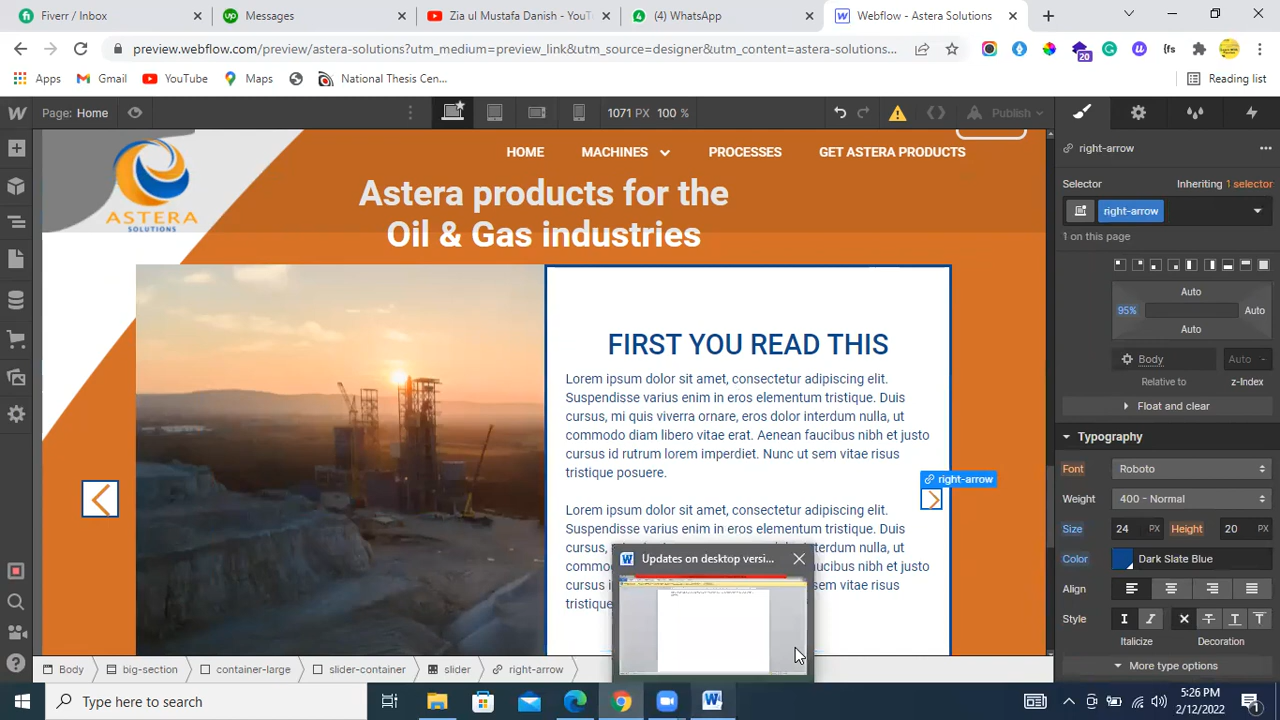 Fiverr / Inbox
Messages
Zia ul Mustafa Danish - YouT
(4) WhatsApp
Webflow - Astera Solutions
preview.webflow.com/preview/astera-solutions?utm_medium=preview_link&utm_source=designer&utm_content=astera-solutions...
20
Apps
Gmail
YouTube
Maps
National Thesis Cen...
Reading list
Page: Home
1071 PX 100 %
Publish
right-arrow
Selector
Inheriting 1 selector
right-arrow
1 on this page
Auto
95%
Auto
Auto
Body
Auto
Relative to
z-Index
Float and clear
Typography
Font
Roboto
Weight
400 - Normal
Size
24 PX
Height
20 PX
Color
Dark Slate Blue
Align
Style
Italicize
Decoration
More type options
HOME
MACHINES
PROCESSES
GET ASTERA PRODUCTS
ASTERA
SOLUTIONS
Astera products for the
Oil & Gas industries
FIRST YOU READ THIS
Lorem ipsum dolor sit amet, consectetur adipiscing elit.
Suspendisse varius enim in eros elementum tristique. Duis
cursus, mi quis viverra ornare, eros dolor interdum nulla, ut
commodo diam libero vitae erat. Aenean faucibus nibh et justo
cursus id rutrum lorem imperdiet. Nunc ut sem vitae risus
tristique posuere.
right-arrow
Lorem ipsum dolor sit amet, consectetur adipiscing elit.
Suspendisse varius enim in eros elementum tristique. Duis
cursus, interdum nulla, ut
commo faucibus nibh et justo
cursus i sem vitae risus
tristique
Updates on desktop versi...
Body
big-section
container-large
slider-container
slider
right-arrow
Type here to search
5:26 PM
2/12/2022
1